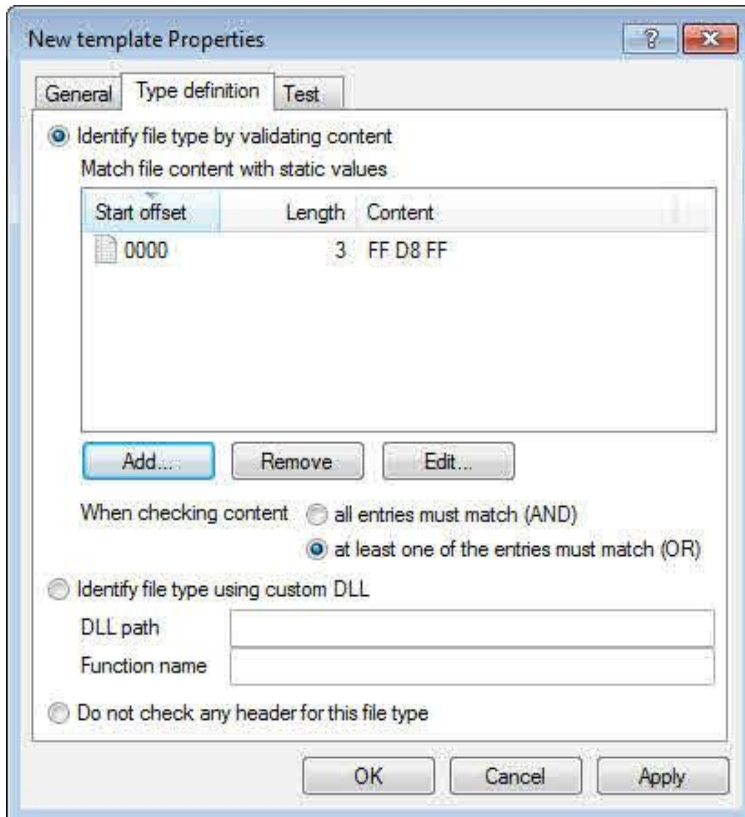 New template Properties
General Type definition Test
Identify file type by validating content
Match file content with static values
Start offset Length Content
0000 3 FF D8 FF
Add... Remove Edit...
When checking content all entries must match (AND)
at least one of the entries must match (OR)
Identify file type using custom DLL
DLL path
Function name
Do not check any header for this file type
OK Cancel Apply